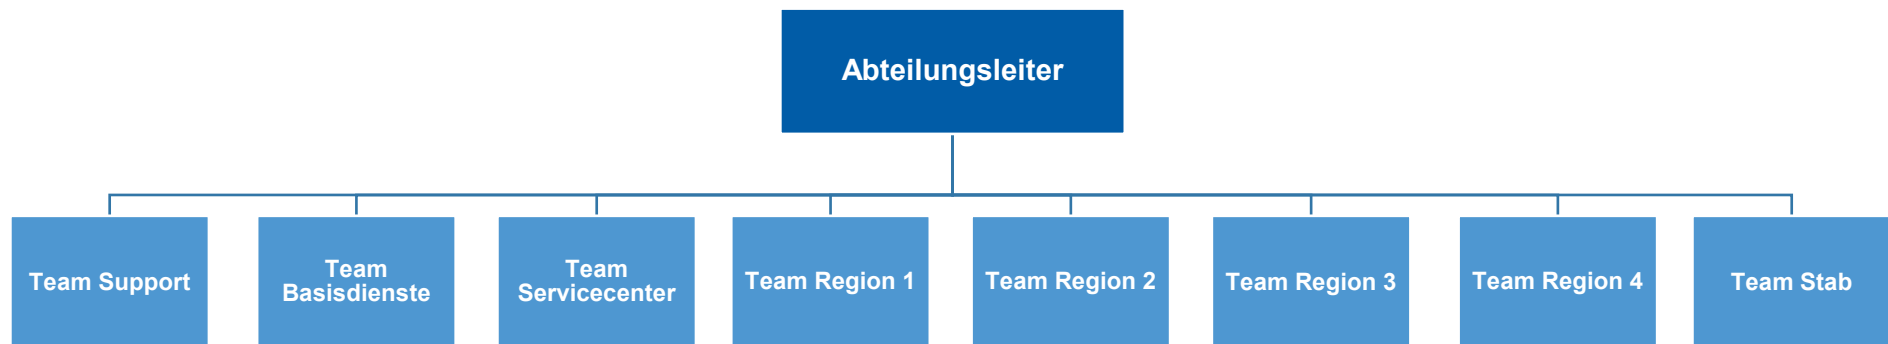 Abteilungsleiter
Team Support
Team
Basisdienste
Team
Servicecenter
Team Region 1
Team Region 2
Team Region 3
Team Region 4
Team Stab